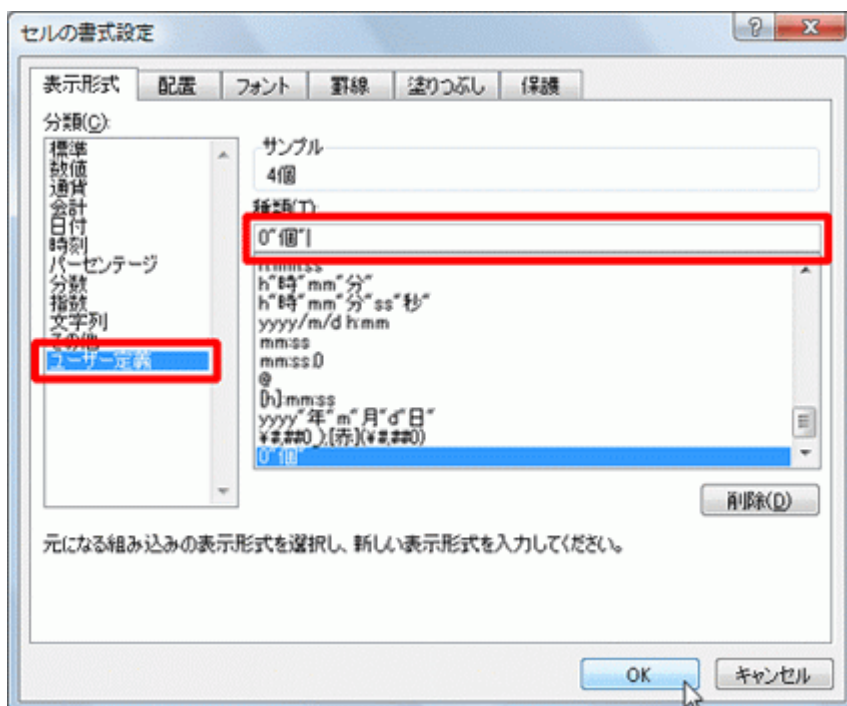 セルの書式設定
表示形式 配置 フォント 罫線 塗りつぶし 保護
分類(C):
標準
数値
通貨
会計
日付
時刻
パーセンテージ
分数
指数
文字列
その他
ユーザー定義
サンプル
4個
種類(T):
0"個"
h:mm:ss
h"時"mm"分"
h"時"mm"分"ss"秒"
yyyy/m/d h:mm
mm:ss
mm:ss.0
@
[h]:mm:ss
yyyy"年"m"月"d"日"
¥#,##0_);[赤](¥#,##0)
0"個"
削除(D)
元になる組み込みの表示形式を選択し、新しい表示形式を入力してください。
OK キャンセル